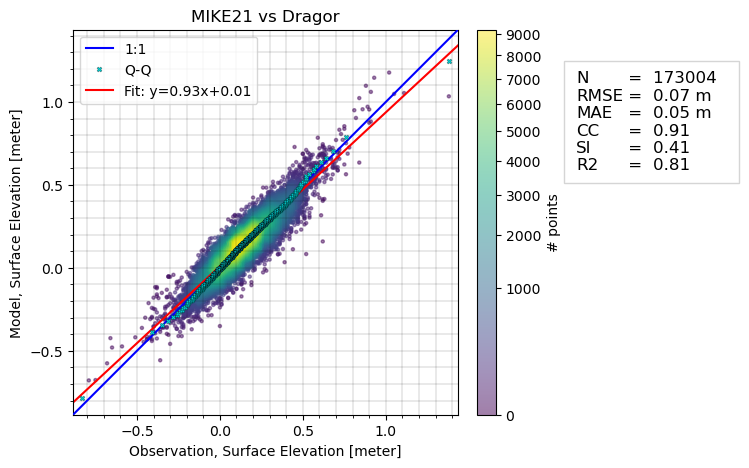 MIKE21 vs Dragor
1:1
Q-Q
Fit: y=0.93x+0.01
Model, Surface Elevation [meter]
1.0
0.5
0.0
−0.5
−0.5
0.0
0.5
1.0
Observation, Surface Elevation [meter]
9000
8000
7000
6000
5000
4000
3000
2000
1000
0
# points
N = 173004
RMSE = 0.07 m
MAE = 0.05 m
CC = 0.91
SI = 0.41
R2 = 0.81